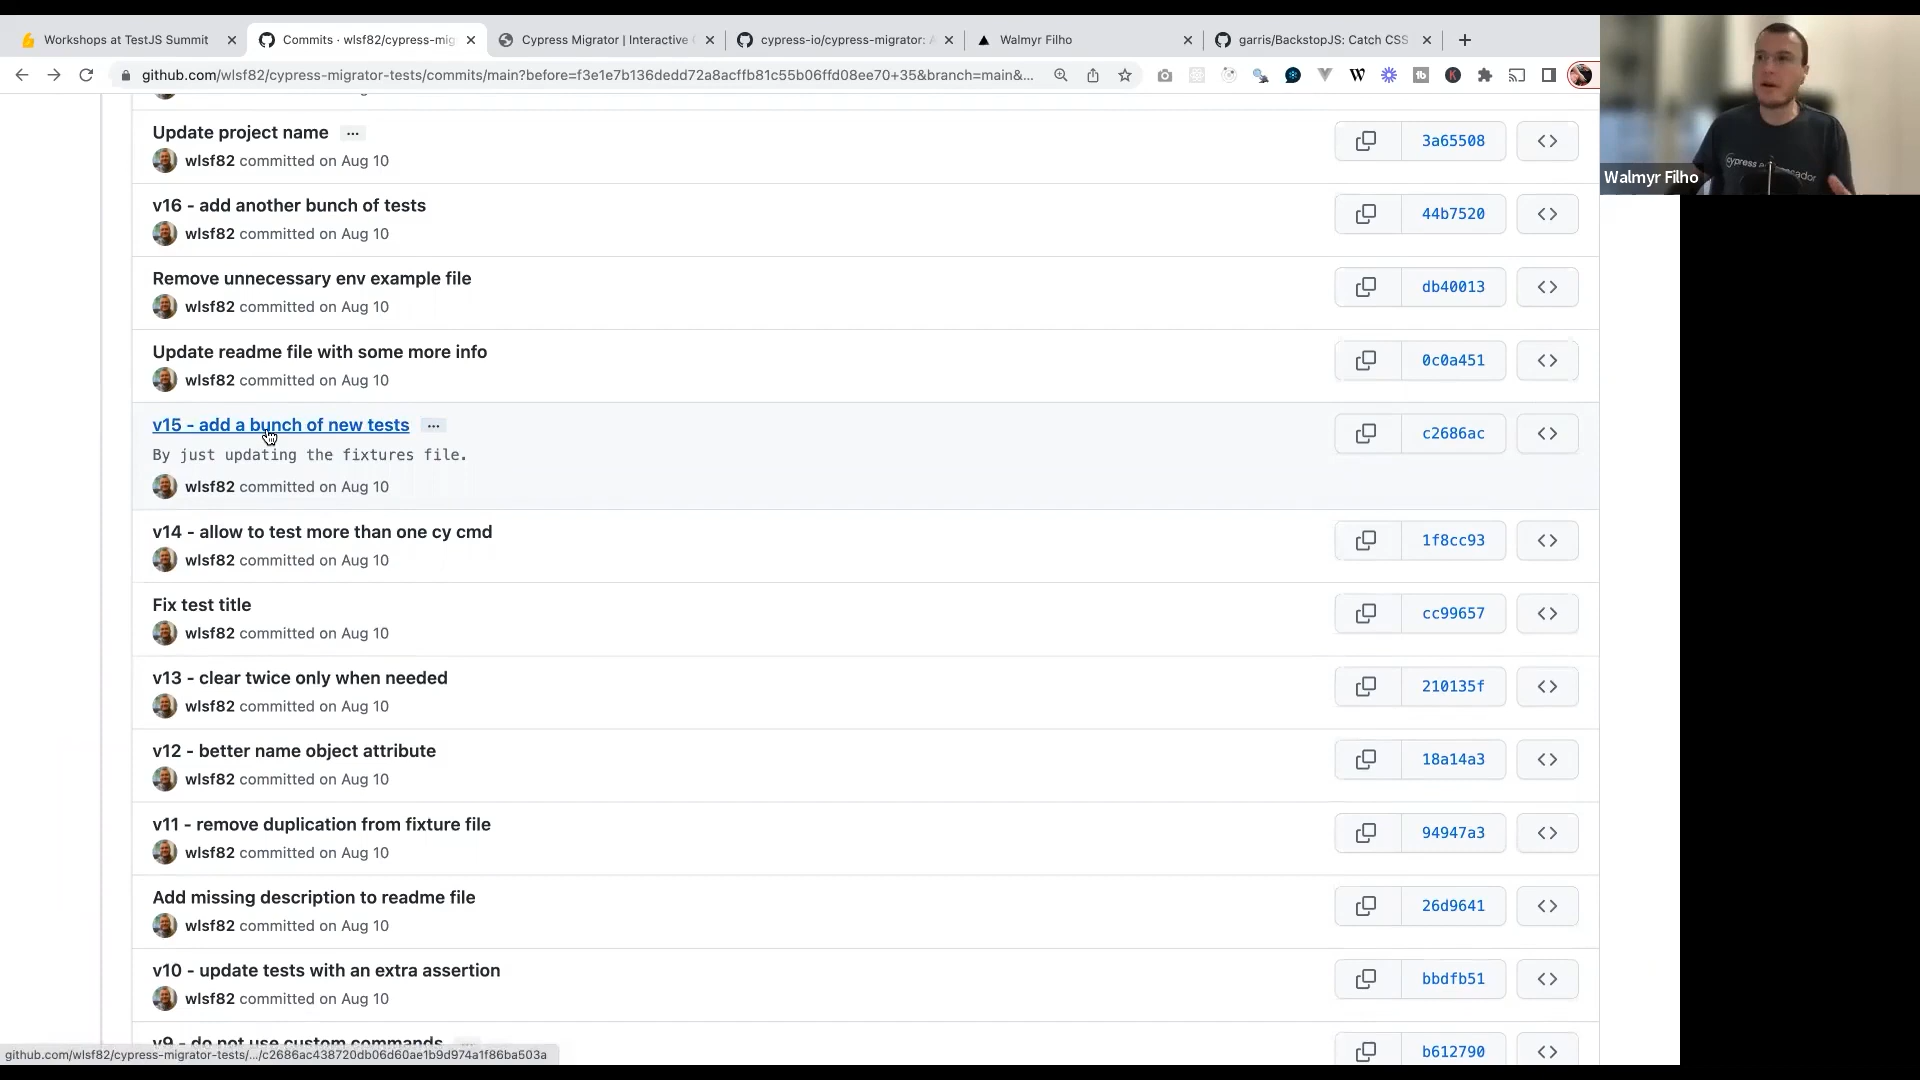 Workshops at TestJS Summit
Commits · wlsf82/cypress-mig
Cypress Migrator | Interactive
cypress-io/cypress-migrator:
Walmyr Filho
garris/BackstopJS: Catch CSS
github.com/wlsf82/cypress-migrator-tests/commits/main?before=f3e1e7b136dedd72a8acffb81c55b06ffd08ee70+35&branch=main&...
Update project name ...
wlsf82 committed on Aug 10
3a65508
v16 - add another bunch of tests
wlsf82 committed on Aug 10
44b7520
Remove unnecessary env example file
wlsf82 committed on Aug 10
db40013
Update readme file with some more info
wlsf82 committed on Aug 10
0c0a451
v15 - add a bunch of new tests ...
By just updating the fixtures file.
wlsf82 committed on Aug 10
c2686ac
v14 - allow to test more than one cy cmd
wlsf82 committed on Aug 10
1f8cc93
Fix test title
wlsf82 committed on Aug 10
cc99657
v13 - clear twice only when needed
wlsf82 committed on Aug 10
210135f
v12 - better name object attribute
wlsf82 committed on Aug 10
18a14a3
v11 - remove duplication from fixture file
wlsf82 committed on Aug 10
94947a3
Add missing description to readme file
wlsf82 committed on Aug 10
26d9641
v10 - update tests with an extra assertion
wlsf82 committed on Aug 10
bbdfb51
v9 - do not use custom commands
b612790
github.com/wlsf82/cypress-migrator-tests/.../c2686ac438720db06d60ae1b9d974a1f86ba503a
Walmyr Filho
cypress